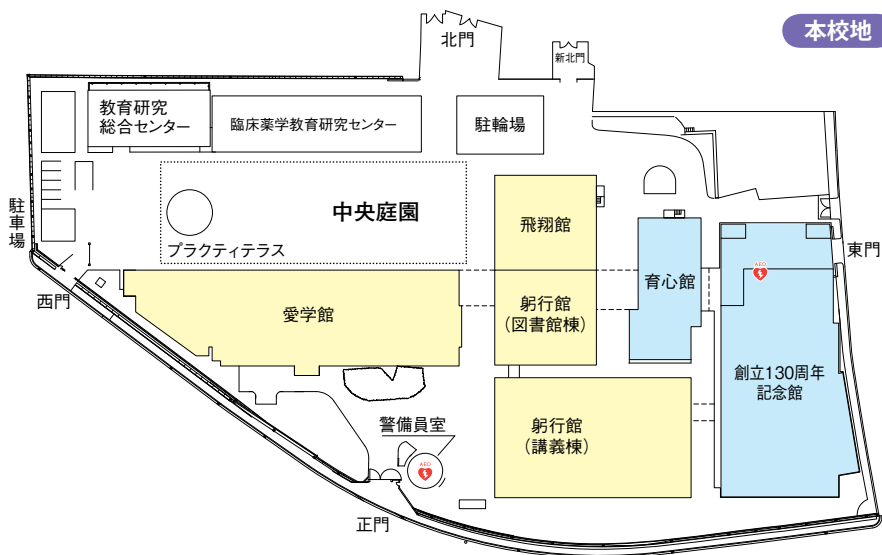 本校地
北門
新北門
教育研究
総合センター
臨床薬学教育研究センター
駐輪場
中央庭園
プラクティテラス
駐車場
西門
飛翔館
育心館
東門
AED
愛学館
躬行館
(図書館棟)
創立130周年
記念館
躬行館
(講義棟)
警備員室
AED
正門